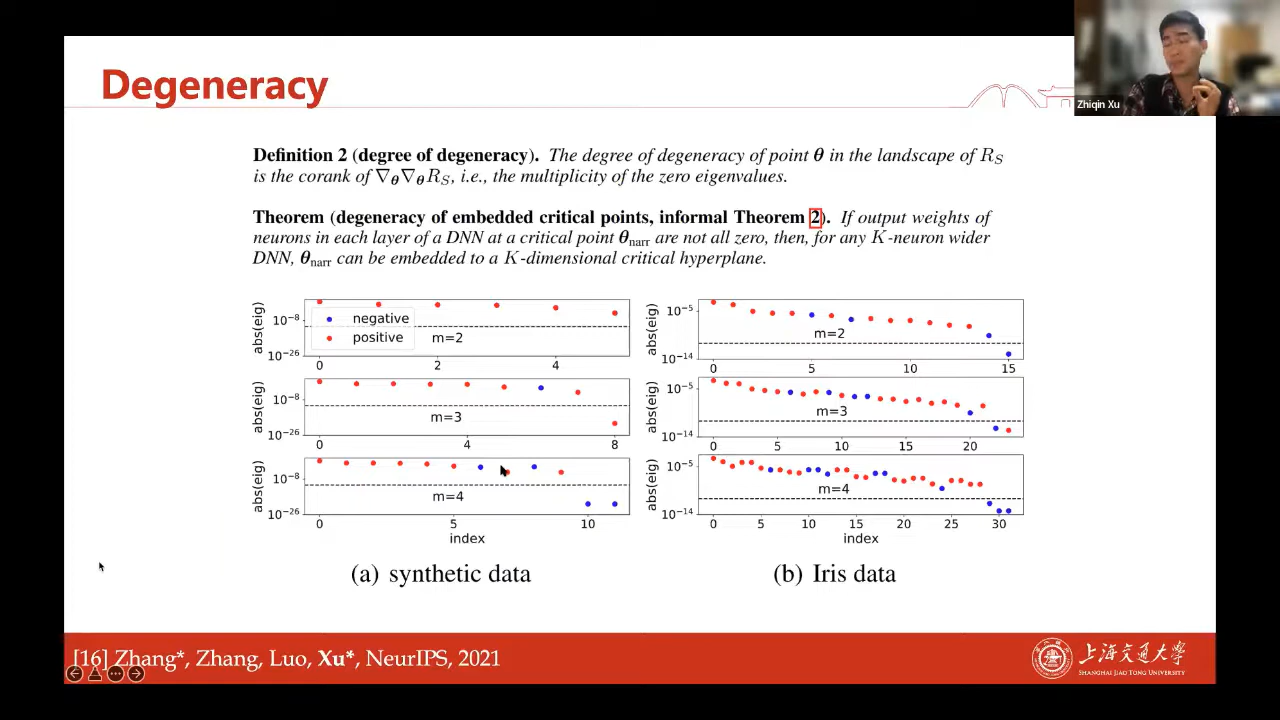 Degeneracy
Zhiqin Xu
Definition 2 (degree of degeneracy). The degree of degeneracy of point θ in the landscape of R_S
is the corank of ∇_θ∇_θR_S, i.e., the multiplicity of the zero eigenvalues.
Theorem (degeneracy of embedded critical points, informal Theorem 2). If output weights of
neurons in each layer of a DNN at a critical point θ_narr are not all zero, then, for any K-neuron wider
DNN, θ_narr can be embedded to a K-dimensional critical hyperplane.
abs(eig)
10^-8
10^-26
negative
positive
m=2
0 2 4
abs(eig)
10^-8
10^-26
m=3
0 4 8
abs(eig)
10^-8
10^-26
m=4
0 5 10
index
(a) synthetic data
abs(eig)
10^-5
10^-14
m=2
0 5 10 15
abs(eig)
10^-5
10^-14
m=3
0 5 10 15 20
abs(eig)
10^-5
10^-14
m=4
0 5 10 15 20 25 30
index
(b) Iris data
[16] Zhang*, Zhang, Luo, Xu*, NeurIPS, 2021
上海交通大学
SHANGHAI JIAO TONG UNIVERSITY